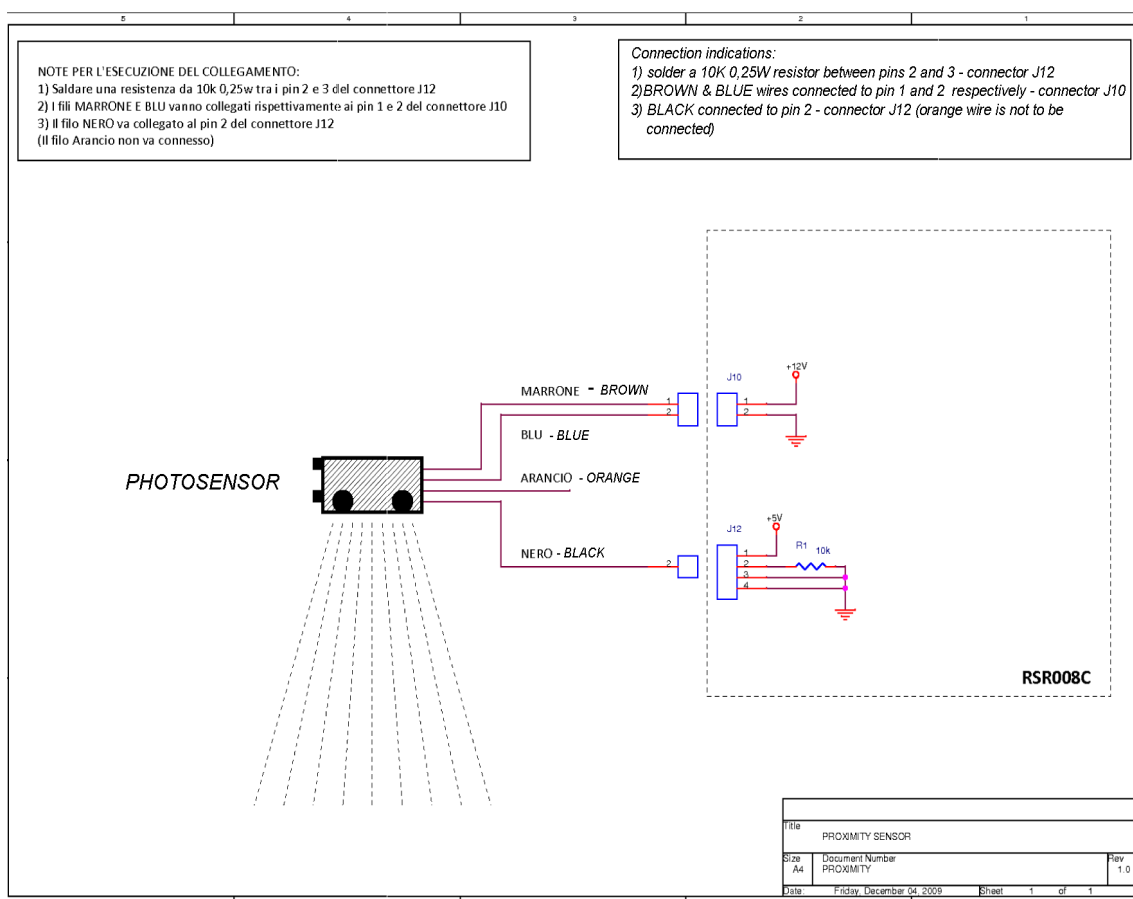 5 4 3 2 1
NOTE PER L'ESECUZIONE DEL COLLEGAMENTO:
1) Saldare una resistenza da 10k 0,25w tra i pin 2 e 3 del connettore J12
2) I fili MARRONE E BLU vanno collegati rispettivamente ai pin 1 e 2 del connettore J10
3) Il filo NERO va collegato al pin 2 del connettore J12
(Il filo Arancio non va connesso)
Connection indications:
1) solder a 10K 0,25W resistor between pins 2 and 3 - connector J12
2)BROWN & BLUE wires connected to pin 1 and 2 respectively - connector J10
3) BLACK connected to pin 2 - connector J12 (orange wire is not to be
connected)
MARRONE - BROWN
BLU - BLUE
ARANCIO - ORANGE
NERO - BLACK
PHOTOSENSOR
1
2
2
J10
+12V
1
2
J12
+5V
1
2
3
4
R1
10k
RSR008C
Title
PROXIMITY SENSOR
Size
A4
Document Number
PROXIMITY
Rev
1.0
Date: Friday, December 04, 2009 Sheet 1 of 1